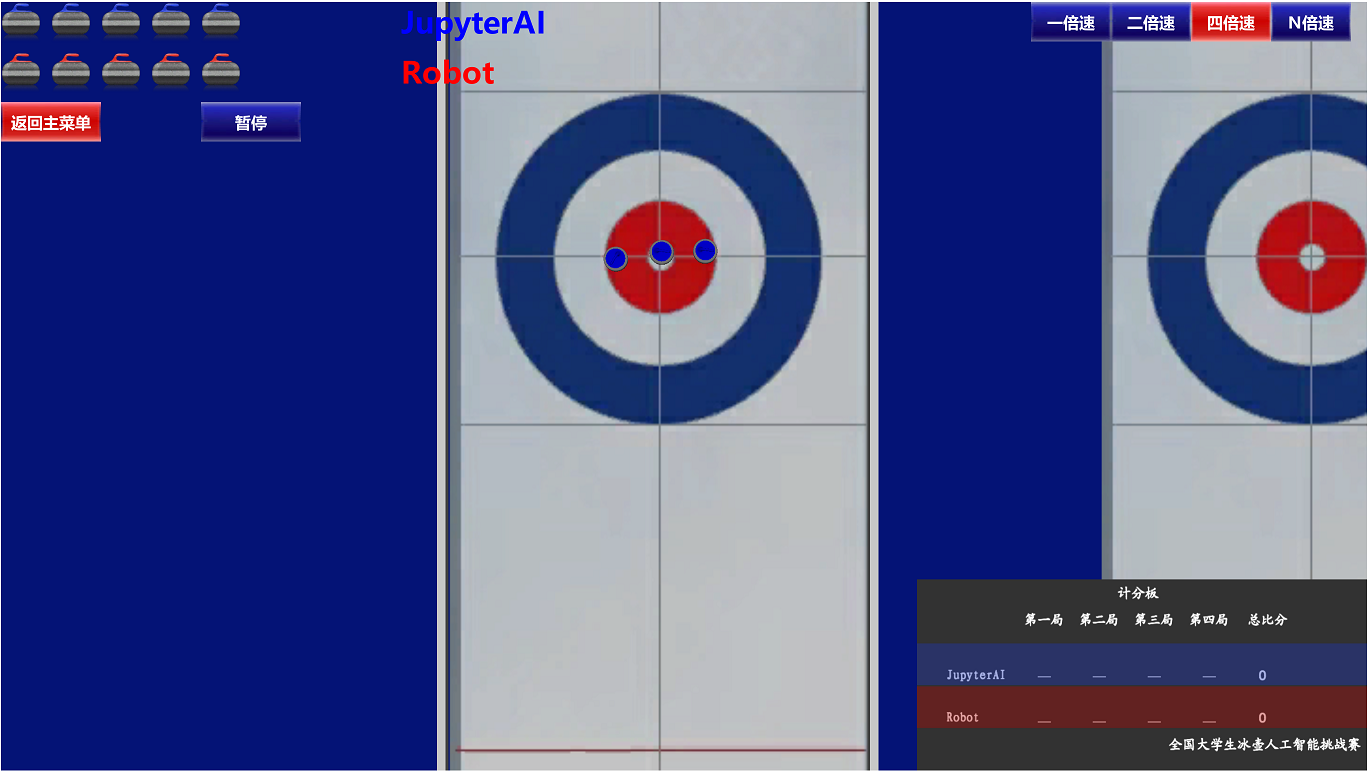 JupyterAI
一倍速 二倍速 四倍速 N倍速
Robot
返回主菜单 暂停
计分板
第一局 第二局 第三局 第四局 总比分
JupyterAI — — — — 0
Robot — — — — 0
全国大学生冰壶人工智能挑战赛